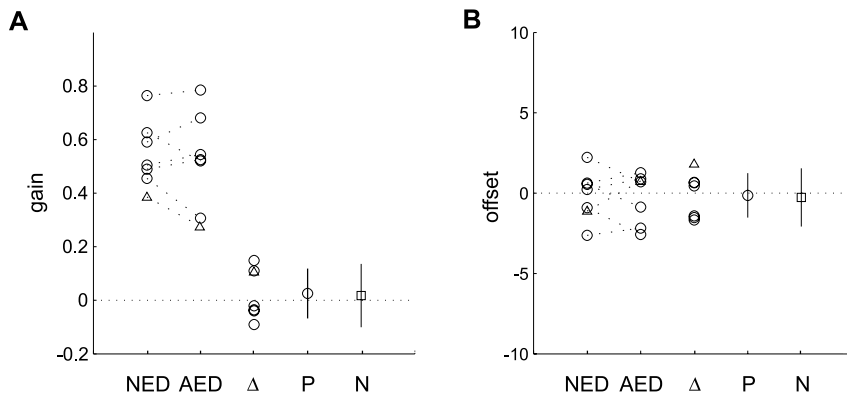 A
gain
0.8
0.6
0.4
0.2
0
-0.2
NED AED Δ P N
B
offset
10
5
0
-5
-10
NED AED Δ P N